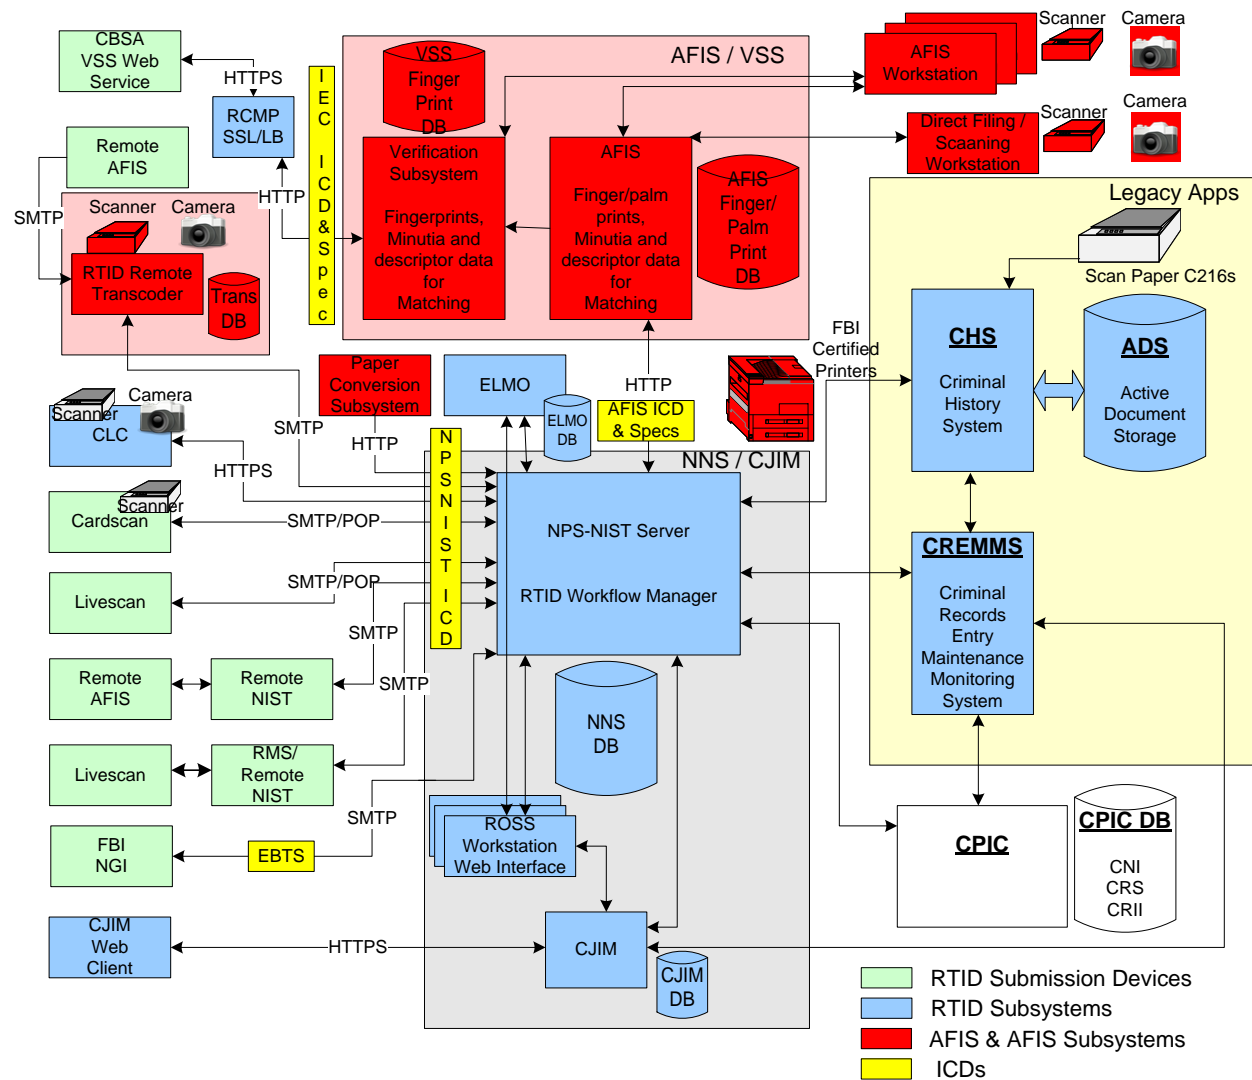 CBSA
VSS Web
Service
HTTPS
RCMP
SSL/LB
Remote
AFIS
SMTP
HTTP
Scanner
Camera
RTID Remote
Transcoder
Trans
DB
IEC ICD&Spec
AFIS / VSS
VSS
Finger
Print
DB
Verification
Subsystem
Fingerprints,
Minutia and
descriptor data
for
Matching
AFIS
Finger/palm
prints,
Minutia and
descriptor data
for
Matching
AFIS
Finger/
Palm
Print
DB
AFIS
Workstation
Scanner
Camera
Direct Filing /
Scaaning
Workstation
Scanner
Camera
Legacy Apps
Scan Paper C216s
CHS
Criminal
History
System
ADS
Active
Document
Storage
FBI
Certified
Printers
Paper
Conversion
Subsystem
HTTP
ELMO
ELMO
DB
HTTP
AFIS ICD
& Specs
Scanner
CLC
Camera
SMTP
HTTPS
NPSNIST ICD
NNS / CJIM
NPS-NIST Server
RTID Workflow Manager
Scanner
Cardscan
SMTP/POP
Livescan
SMTP/POP
SMTP
Remote
AFIS
Remote
NIST
SMTP
Livescan
RMS/
Remote
NIST
SMTP
FBI
NGI
EBTS
NNS
DB
CREMMS
Criminal
Records
Entry
Maintenance
Monitoring
System
ROSS
Workstation
Web Interface
CPIC
CPIC DB
CNI
CRS
CRII
CJIM
Web
Client
HTTPS
CJIM
CJIM
DB
RTID Submission Devices
RTID Subsystems
AFIS & AFIS Subsystems
ICDs